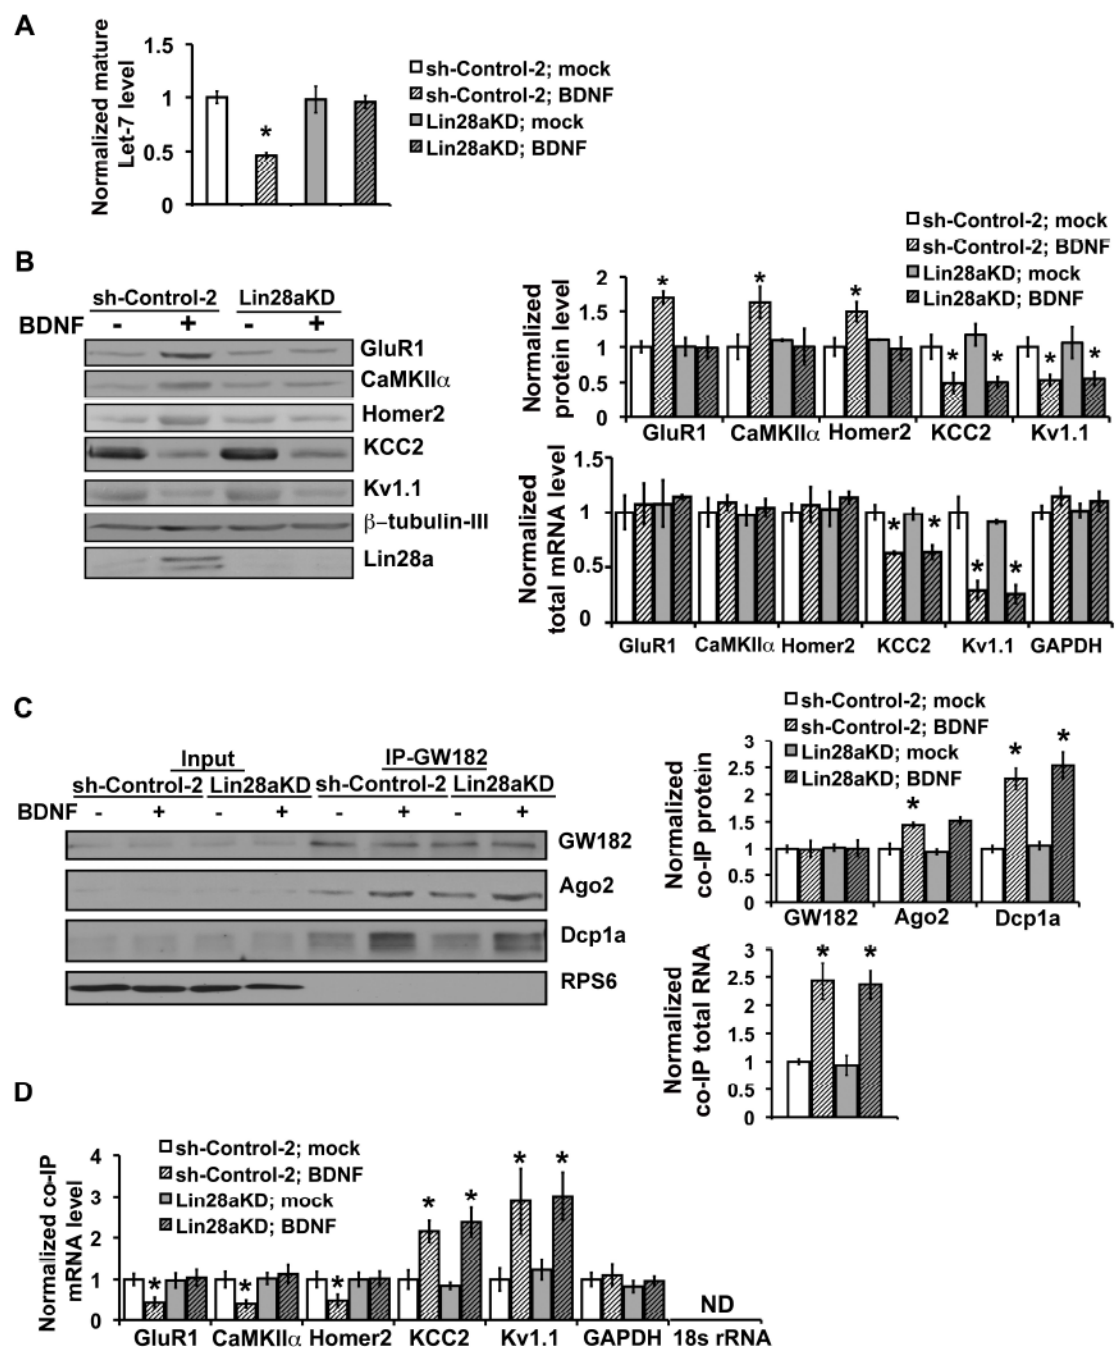 A
Normalized mature
Let-7 level
1.5
1
0.5
0
*
sh-Control-2; mock
sh-Control-2; BDNF
Lin28aKD; mock
Lin28aKD; BDNF
B
sh-Control-2 Lin28aKD
BDNF - + - +
GluR1
CaMKIIα
Homer2
KCC2
Kv1.1
β-tubulin-III
Lin28a
sh-Control-2; mock
sh-Control-2; BDNF
Lin28aKD; mock
Lin28aKD; BDNF
Normalized
protein level
2
1.5
1
0.5
0
* * * * * * *
GluR1 CaMKIIα Homer2 KCC2 Kv1.1
Normalized
total mRNA level
1.5
1
0.5
0
* * * *
GluR1 CaMKIIα Homer2 KCC2 Kv1.1 GAPDH
C
Input IP-GW182
sh-Control-2 Lin28aKD sh-Control-2 Lin28aKD
BDNF - + - + - + - +
GW182
Ago2
Dcp1a
RPS6
sh-Control-2; mock
sh-Control-2; BDNF
Lin28aKD; mock
Lin28aKD; BDNF
Normalized
co-IP protein
3
2.5
2
1.5
1
0.5
0
* * *
GW182 Ago2 Dcp1a
Normalized
co-IP total RNA
3
2.5
2
1.5
1
0.5
0
* *
D
Normalized co-IP
mRNA level
4
3
2
1
0
sh-Control-2; mock
sh-Control-2; BDNF
Lin28aKD; mock
Lin28aKD; BDNF
* * * * * * *
ND
GluR1 CaMKIIα Homer2 KCC2 Kv1.1 GAPDH 18s rRNA